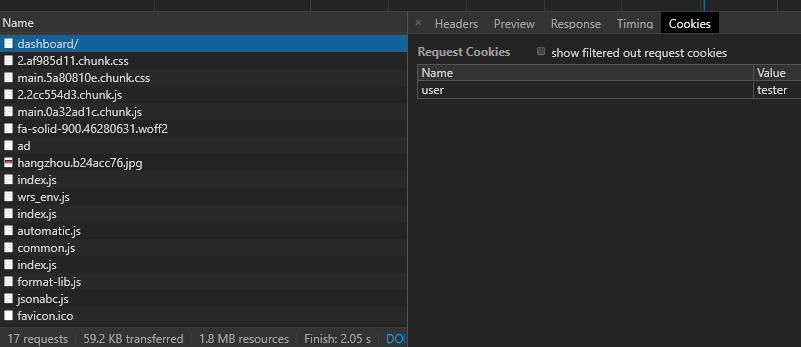 Name
dashboard/
2.af985d11.chunk.css
main.5a80810e.chunk.css
2.2cc554d3.chunk.js
main.0a32ad1c.chunk.js
fa-solid-900.46280631.woff2
ad
hangzhou.b24acc76.jpg
index.js
wrs_env.js
index.js
automatic.js
common.js
index.js
format-lib.js
jsonabc.js
favicon.ico
17 requests 59.2 KB transferred 1.8 MB resources Finish: 2.05 s DOI
× Headers Preview Response Timing Cookies
Request Cookies show filtered out request cookies
Name Value
user tester